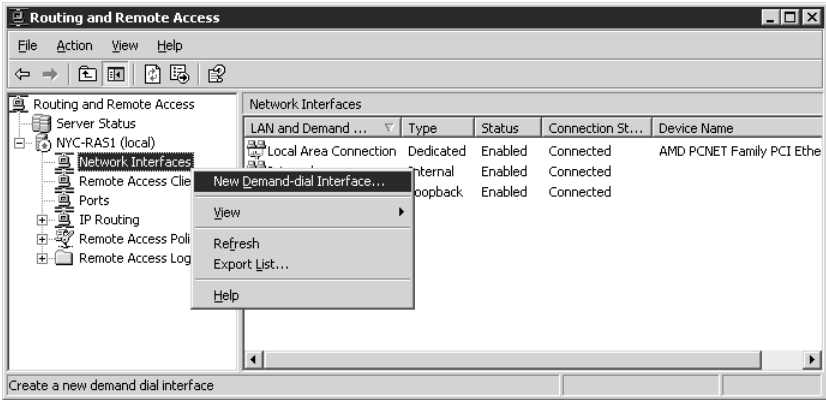 Routing and Remote Access
File Action View Help
Routing and Remote Access
Server Status
NYC-RAS1 (local)
Network Interfaces
Remote Access Clie
Ports
IP Routing
Remote Access Poli
Remote Access Log
Network Interfaces
LAN and Demand ... Type Status Connection St... Device Name
Local Area Connection Dedicated Enabled Connected AMD PCNET Family PCI Ethe
Enabled Connected
oopback Enabled Connected
New Demand-dial Interface...
View
Refresh
Export List...
Help
Create a new demand dial interface